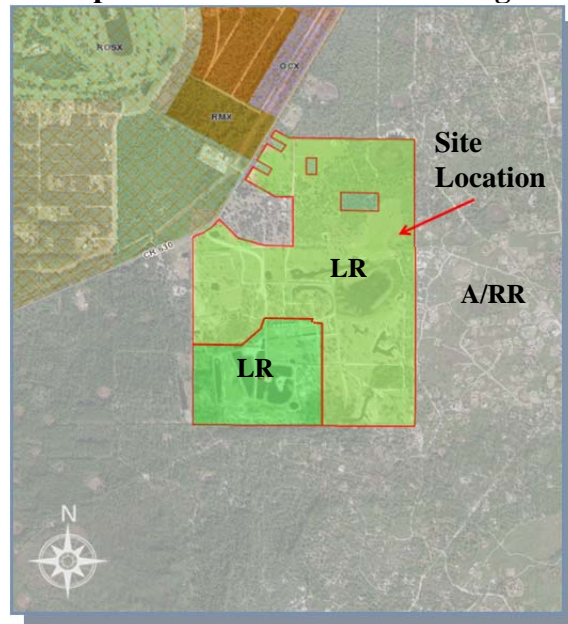 ROSX
OCX
RMX
Site
Location
CR 510
LR
A/RR
LR
N